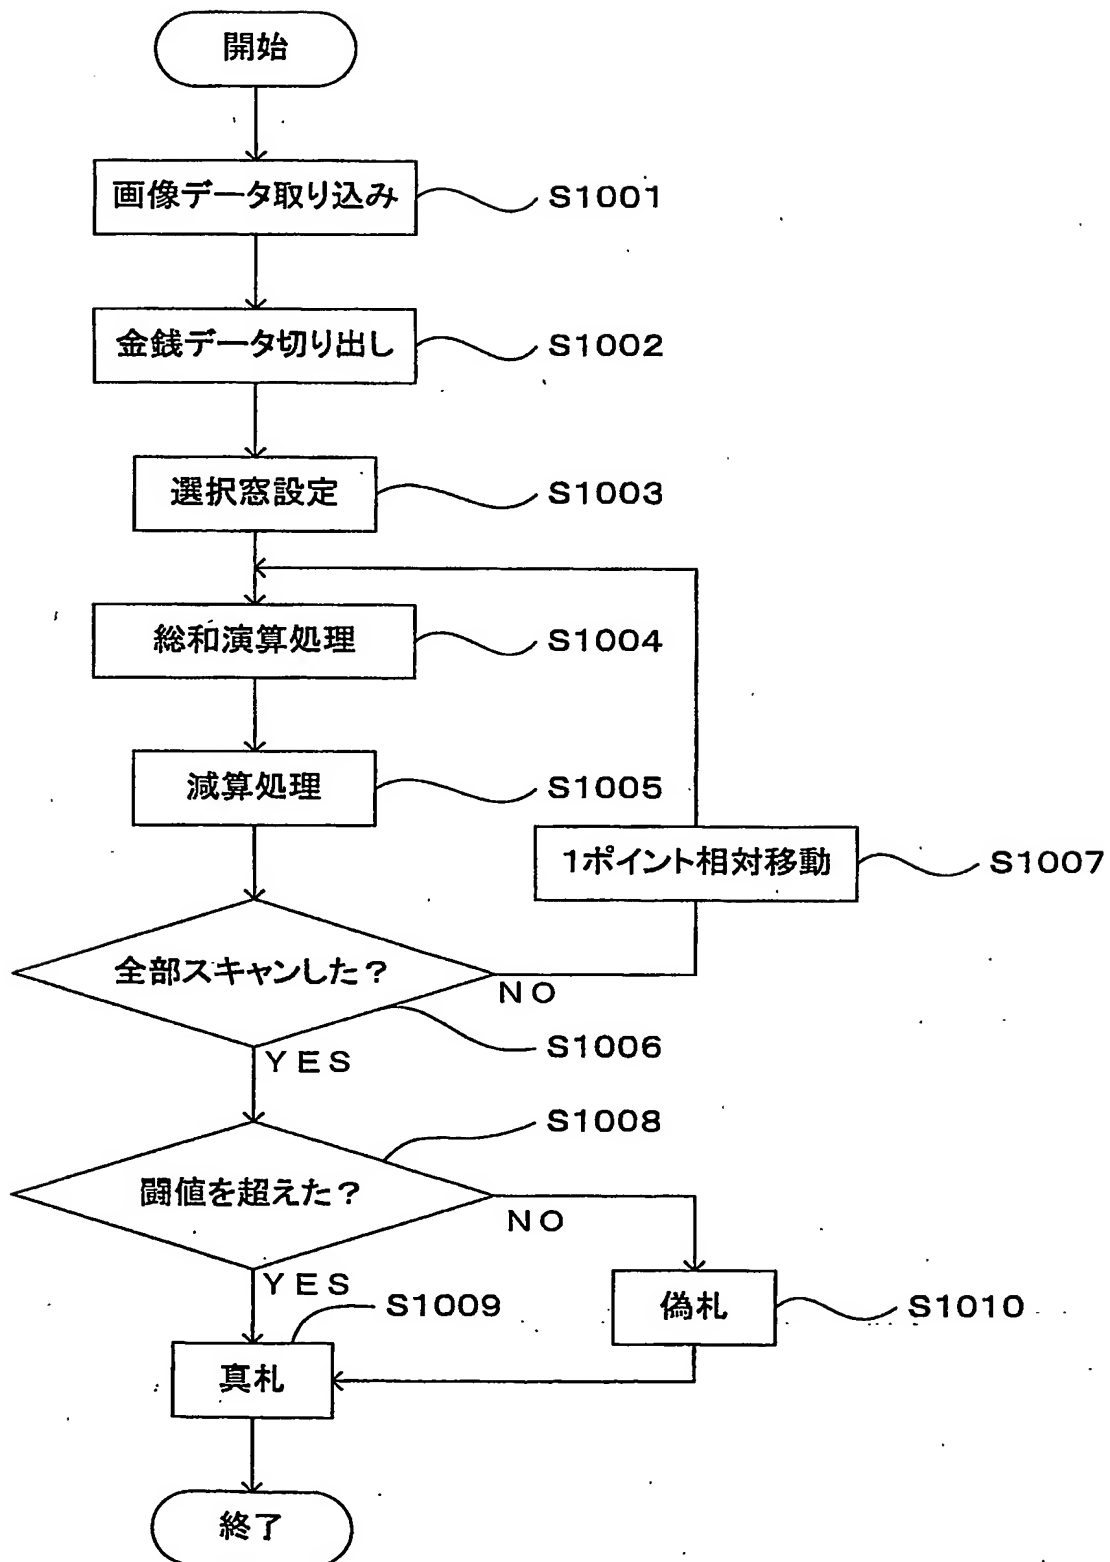 開始
画像データ取り込み
S1001
金銭データ切り出し
S1002
選択窓設定
S1003
総和演算処理
S1004
減算処理
S1005
1ポイント相対移動
S1007
全部スキャンした?
NO
S1006
YES
S1008
闘値を超えた?
NO
YES
S1009
偽札
S1010
真札
終了